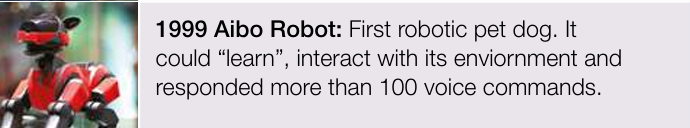 1999 Aibo Robot: First robotic pet dog. It
could “learn”, interact with its enviornment and
responded more than 100 voice commands.